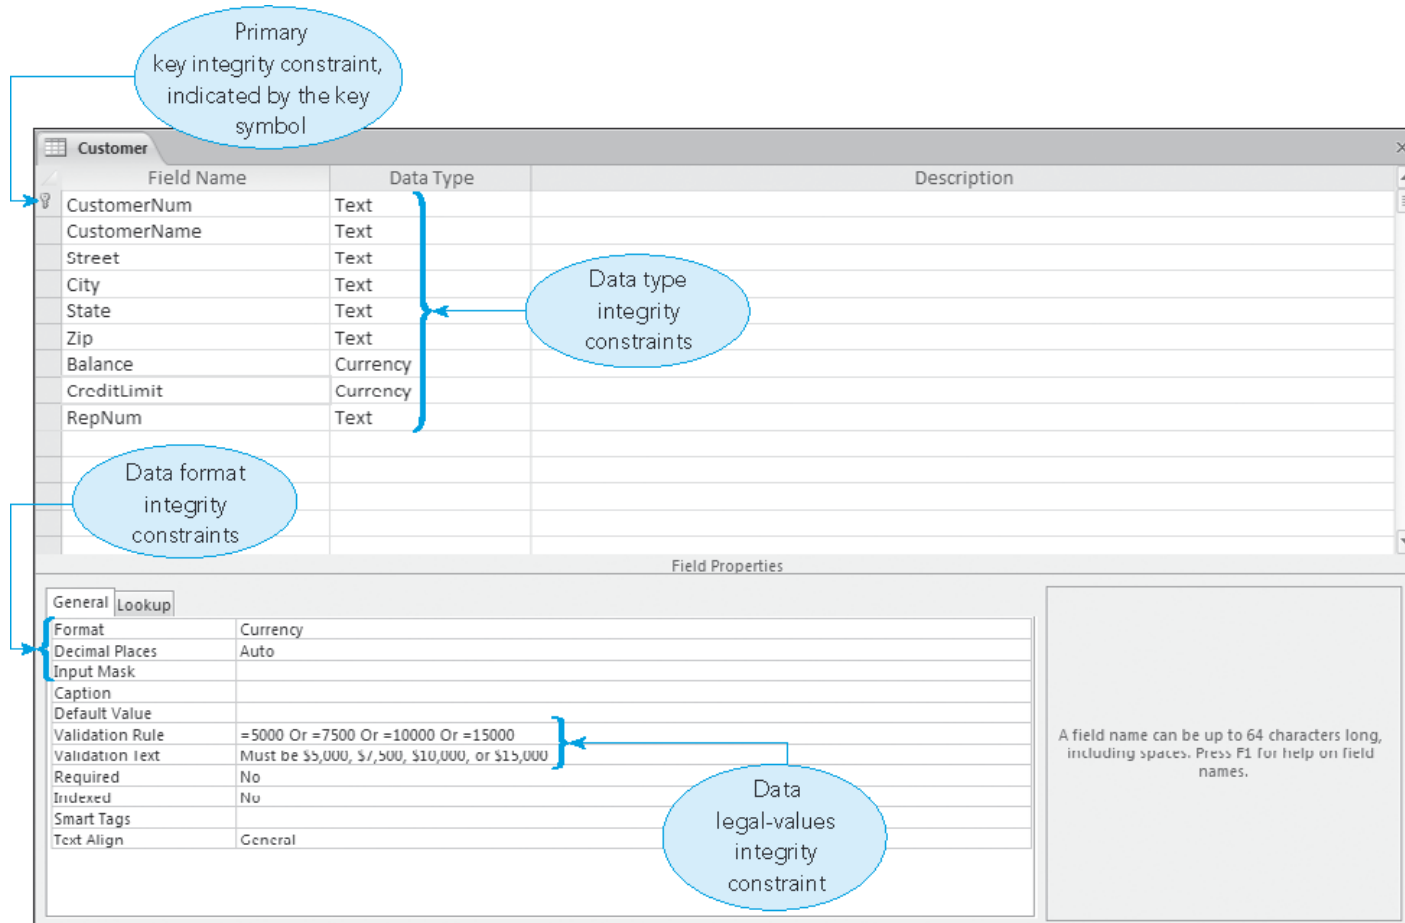 Primary
key integrity constraint,
indicated by the key
symbol
Customer
Field Name Data Type Description
CustomerNum Text
CustomerName Text
Street Text
City Text
State Text
Zip Text
Balance Currency
CreditLimit Currency
RepNum Text
Data type
integrity
constraints
Data format
integrity
constraints
Field Properties
General Lookup
Format Currency
Decimal Places Auto
Input Mask
Caption
Default Value
Validation Rule =5000 Or =7500 Or =10000 Or =15000
Validation Text Must be $5,000, $7,500, $10,000, or $15,000
Required No
Indexed No
Smart Tags
Text Align General
Data
legal-values
integrity
constraint
A field name can be up to 64 characters long,
including spaces. Press F1 for help on field
names.